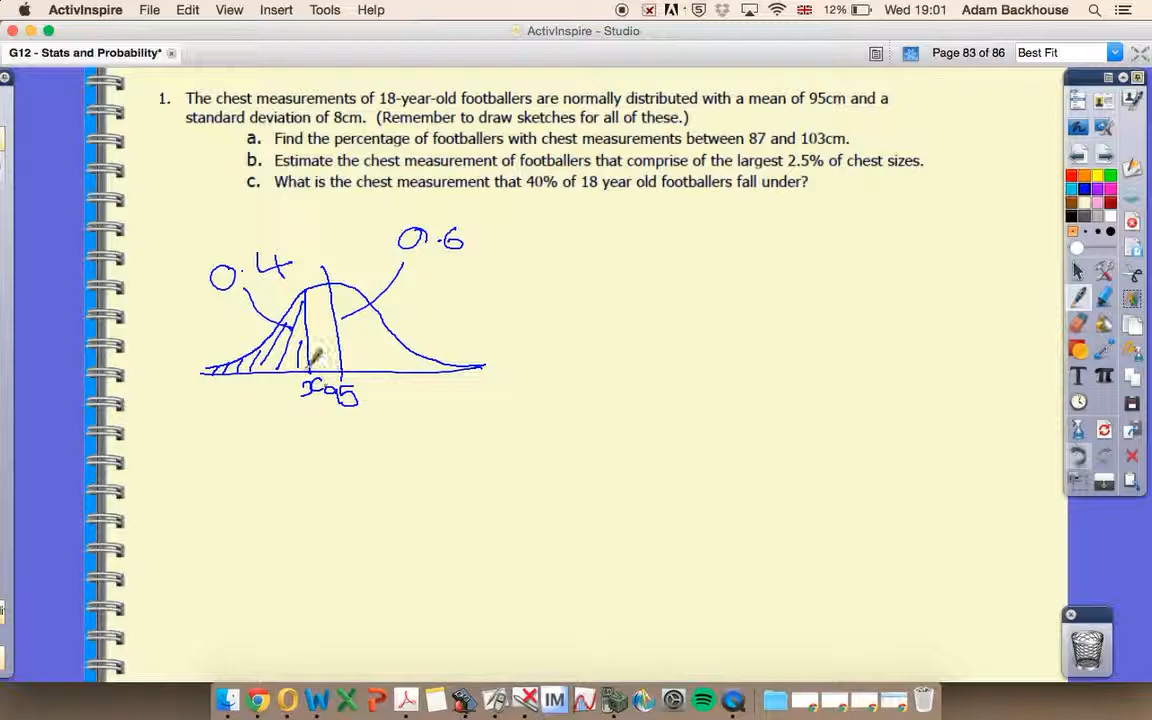 ActivInspire File Edit View Insert Tools Help 12% Wed 19:01 Adam Backhouse
ActivInspire - Studio
G12 - Stats and Probability* Page 83 of 86 Best Fit
1. The chest measurements of 18-year-old footballers are normally distributed with a mean of 95cm and a
standard deviation of 8cm. (Remember to draw sketches for all of these.)
a. Find the percentage of footballers with chest measurements between 87 and 103cm.
b. Estimate the chest measurement of footballers that comprise of the largest 2.5% of chest sizes.
c. What is the chest measurement that 40% of 18 year old footballers fall under?
0.6
0.4
x 95
IM